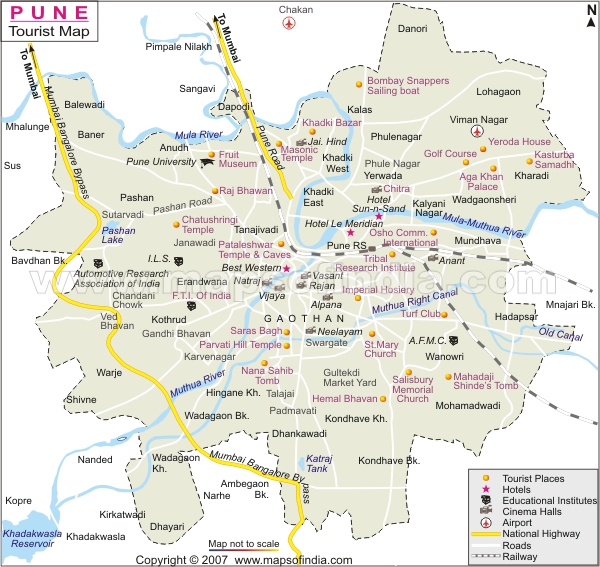 PUNE
Tourist Map
To Mumbai
To Mumbai
Chakan
N
Danori
Pimple Nilakh
Sangavi
Dapodi
Bombay Snappers
Sailing boat
Lohagaon
Balewadi
Mumbai Bangalore Bypass
Pune Road
Kalas
Viman Nagar
Mhalunge
Baner
Mula River
Khadki Bazar
Jai. Hind
Phulenagar
Yeroda House
Anudh
Masonic
Temple
Sus
Pune University
Fruit
Museum
Khadki
West
Phule Nagar
Yerwada
Golf Course
Kasturba
Samadhi
Aga Khan
Palace
Kharadi
Pashan
Pashan Road
Raj Bhawan
Khadki
East
Chitra
Hotel
Sun-n-Sand
Kalyani
Nagar
Wadgaonsheri
Sutarvadi
Pashan
Lake
Chatushringi
Temple
Tanajivadi
Hotel Le Meridian
Mula-Muthua River
Janawadi
Pataleshwar
Temple & Caves
Pune RS
Osho Comm.
International
Mundhava
Bavdhan Bk.
I.L.S.
Best Western
Tribal
Research Institute
Anant
www.mapsofindia.com
Automotive Research
Association of India
Erandwana
Natraj
Vasant
Rajan
Chandani
Chowk
F.T.I. Of India
Vijaya
Alpana
Imperial Hosiery
Muthua Right Canal
Mnajari Bk.
Ved
Bhavan
Kothrud
GAOTHAN
Turf Club
Hadapsar
Gandhi Bhavan
Saras Bagh
Neelayam
Old Canal
Karvenagar
Parvati Hill Temple
Swargate
St.Mary
Church
A.F.M.C.
Wanowri
Warje
Muthua River
Nana Sahib
Tomb
Gultekdi
Market Yard
Salisbury
Memorial
Church
Mahadaji
Shinde's Tomb
Shivne
Hingane Kh.
Talajai
Hemal Bhavan
Mohamadwadi
Wadagaon Bk.
Padmavati
Kondhave Kh.
Dhankawadi
Nanded
Wadagaon
Kh.
Mumbai Bangalore Bypass
Katraj
Tank
Kondhave Bk.
Kopre
Ambegaon
Bk.
Narhe
Kirkatwadi
Khadakwasla
Reservoir
Khadakwasla
Dhayari
Map not to scale
Copyright © 2007 www.mapsofindia.com
Tourist Places
Hotels
Educational Institutes
Cinema Halls
Airport
National Highway
Roads
Railway